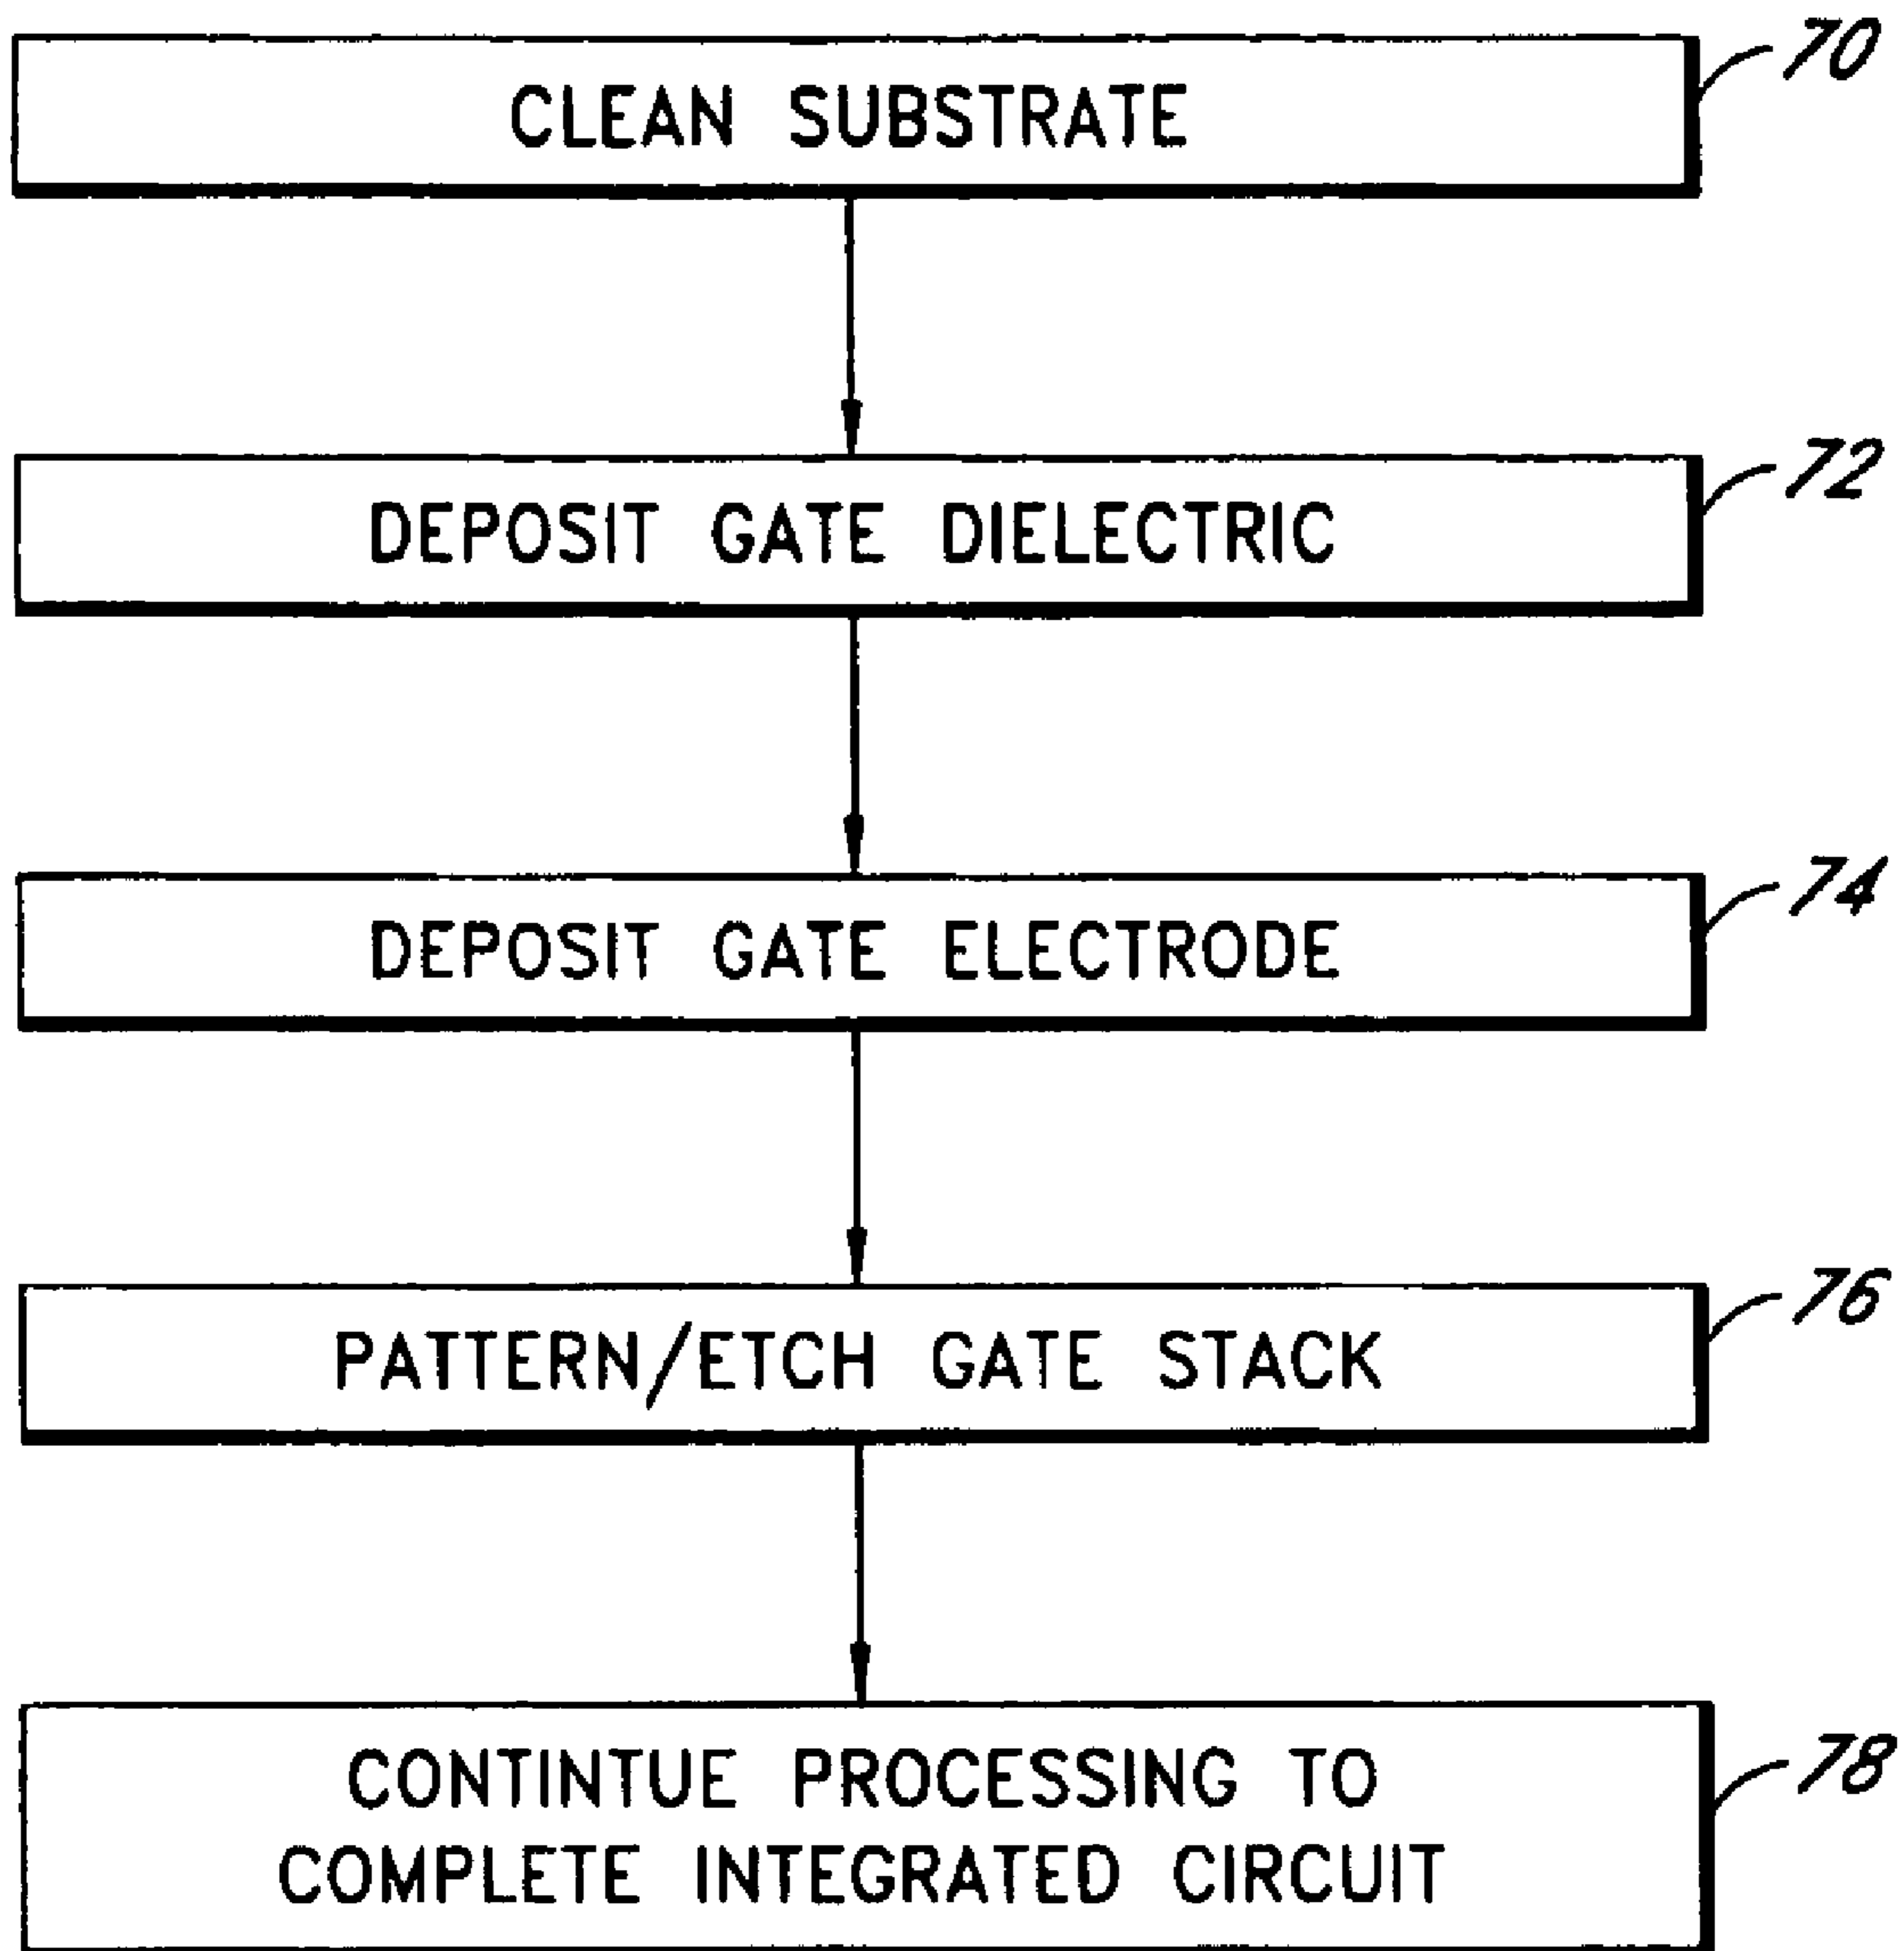 70
CLEAN SUBSTRATE
72
DEPOSIT GATE DIELECTRIC
74
DEPOSIT GATE ELECTRODE
76
PATTERN/ETCH GATE STACK
78
CONTINTUE PROCESSING TO
COMPLETE INTEGRATED CIRCUIT